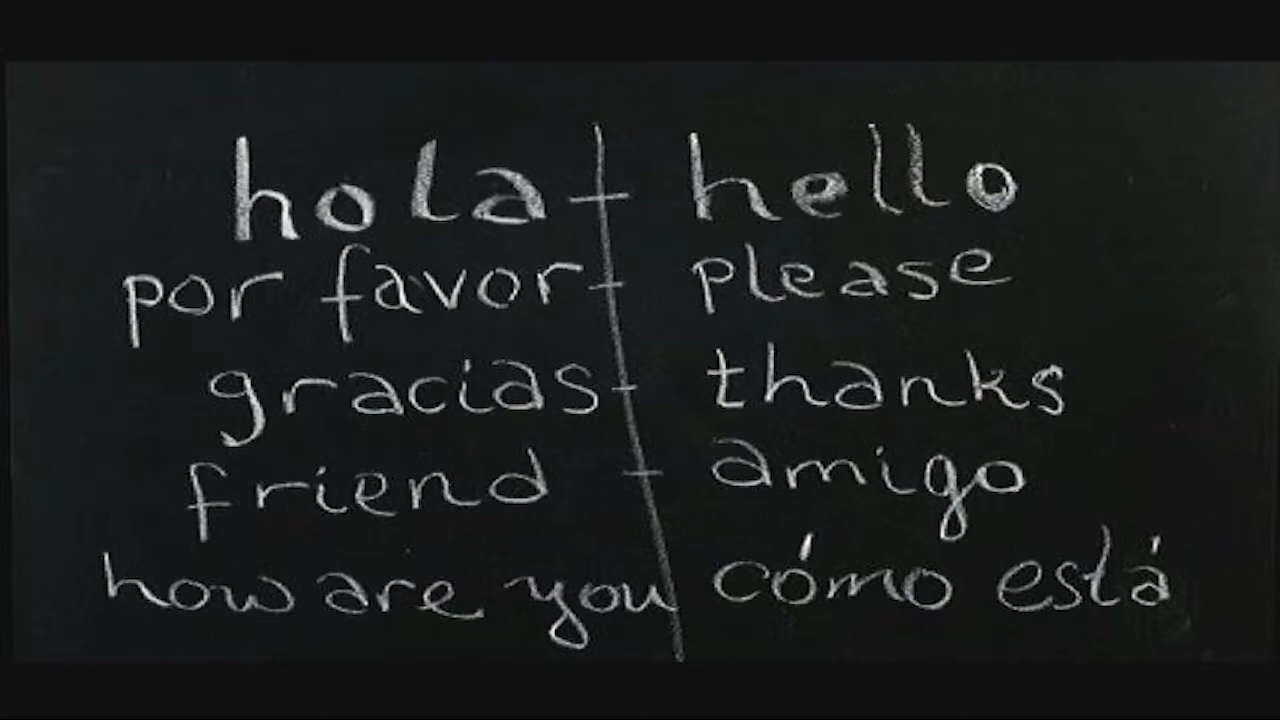 hola - hello
por favor - please
gracias - thanks
friend - amigo
how are you cómo está